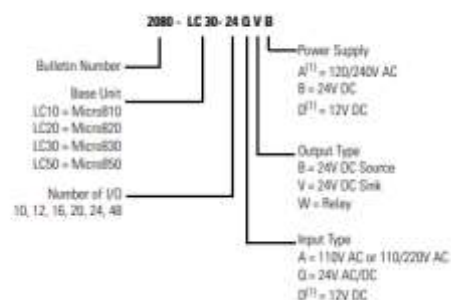 2080 - LC 30- 24 Q V B
Bulletin Number
Base Unit
LC10 = Micro810
LC20 = Micro820
LC30 = Micro830
LC50 = Micro850
Number of I/O
10, 12, 16, 20, 24, 48
Power Supply
A(1) = 120/240V AC
B = 24V DC
D(1) = 12V DC
Output Type
B = 24V DC Source
V = 24V DC Sink
W = Relay
Input Type
A = 110V AC or 110/220V AC
Q = 24V AC/DC
D(1) = 12V DC